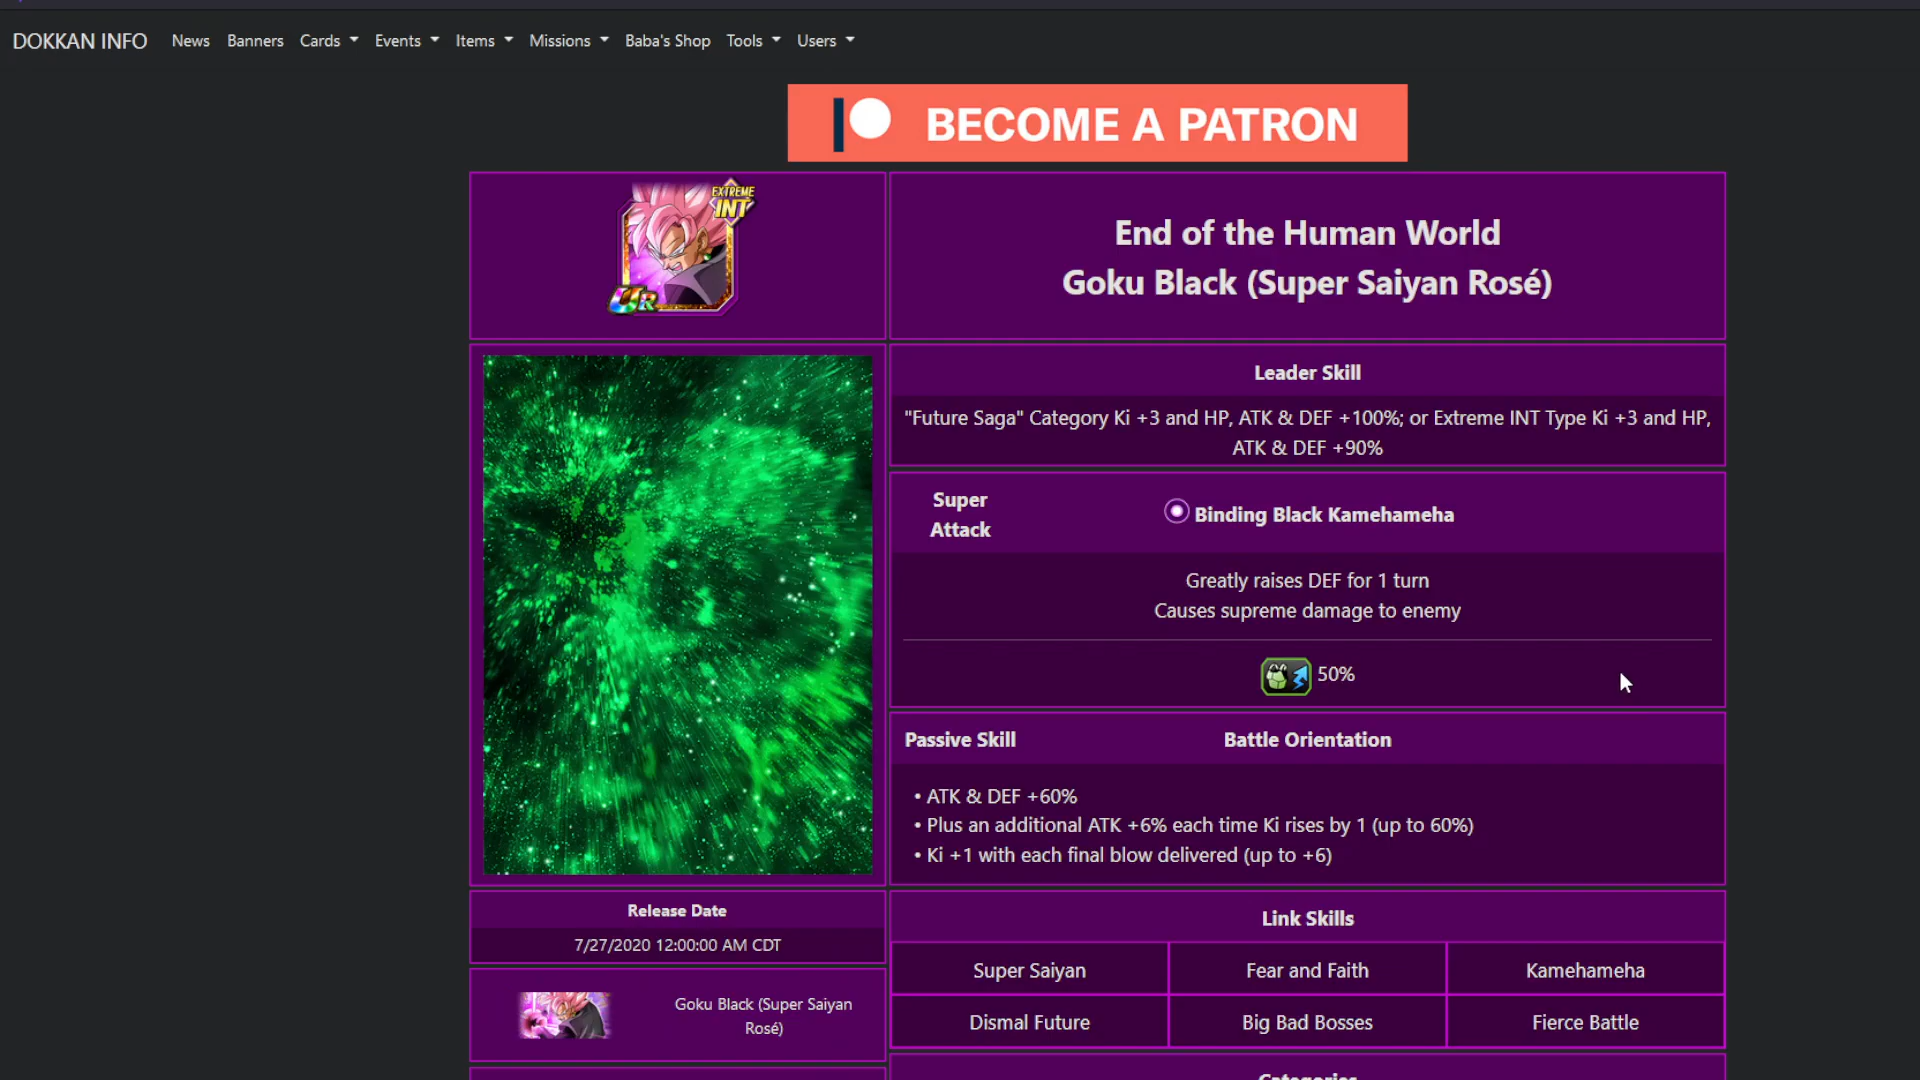 DOKKAN INFO News Banners Cards Events Items Missions Baba's Shop Tools Users
BECOME A PATRON
EXTREME
INT
UR
End of the Human World
Goku Black (Super Saiyan Rosé)
Leader Skill
"Future Saga" Category Ki +3 and HP, ATK & DEF +100%; or Extreme INT Type Ki +3 and HP,
ATK & DEF +90%
Super
Attack
Binding Black Kamehameha
Greatly raises DEF for 1 turn
Causes supreme damage to enemy
50%
Passive Skill
Battle Orientation
• ATK & DEF +60%
• Plus an additional ATK +6% each time Ki rises by 1 (up to 60%)
• Ki +1 with each final blow delivered (up to +6)
Release Date
7/27/2020 12:00:00 AM CDT
Goku Black (Super Saiyan
Rosé)
Link Skills
Super Saiyan
Fear and Faith
Kamehameha
Dismal Future
Big Bad Bosses
Fierce Battle
Categories